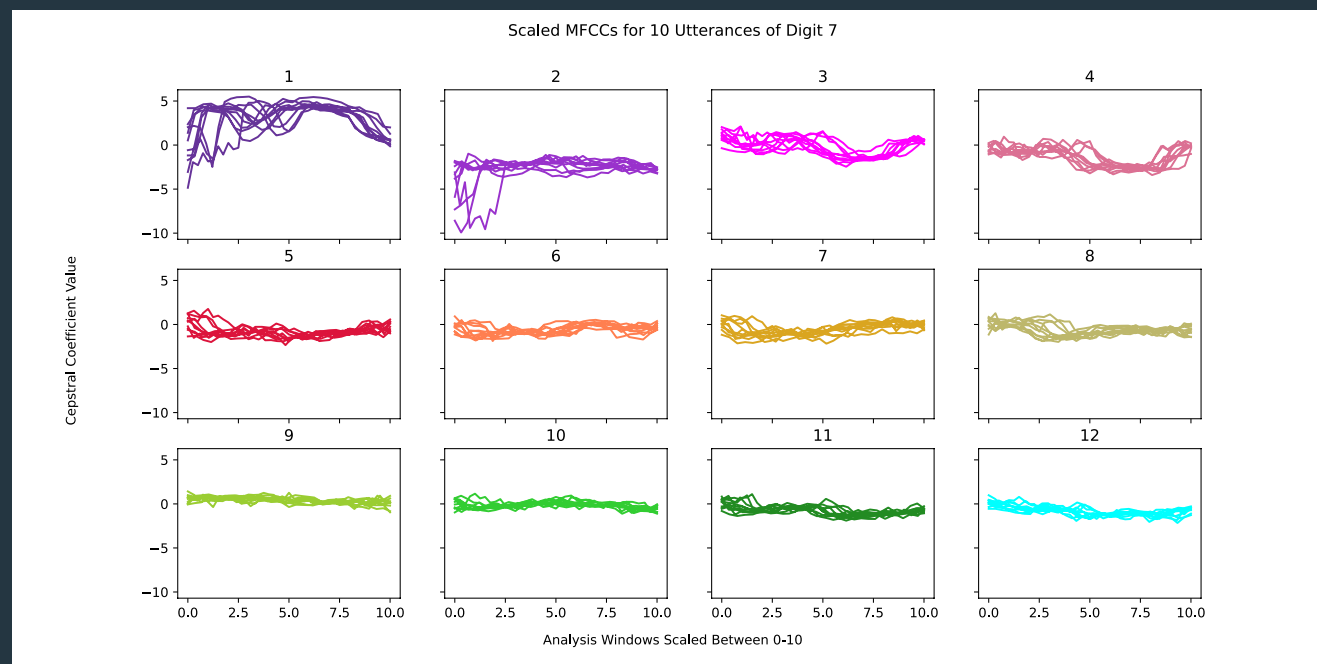 Scaled MFCCs for 10 Utterances of Digit 7
1 2 3 4
5
0
−5
−10
5 6 7 8
5
0
−5
−10
Cepstral Coefficient Value
9 10 11 12
5
0
−5
−10
0.0 2.5 5.0 7.5 10.0 0.0 2.5 5.0 7.5 10.0 0.0 2.5 5.0 7.5 10.0 0.0 2.5 5.0 7.5 10.0
Analysis Windows Scaled Between 0-10